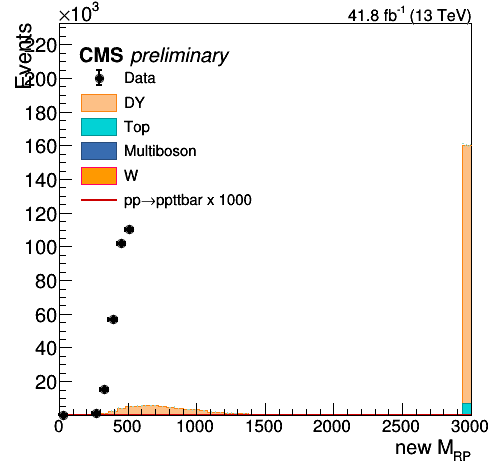 ×10³
41.8 fb⁻¹ (13 TeV)
Events
CMS preliminary
Data
DY
Top
Multiboson
W
pp→ppttbar x 1000
220
200
180
160
140
120
100
80
60
40
20
0 500 1000 1500 2000 2500 3000
new M_RP